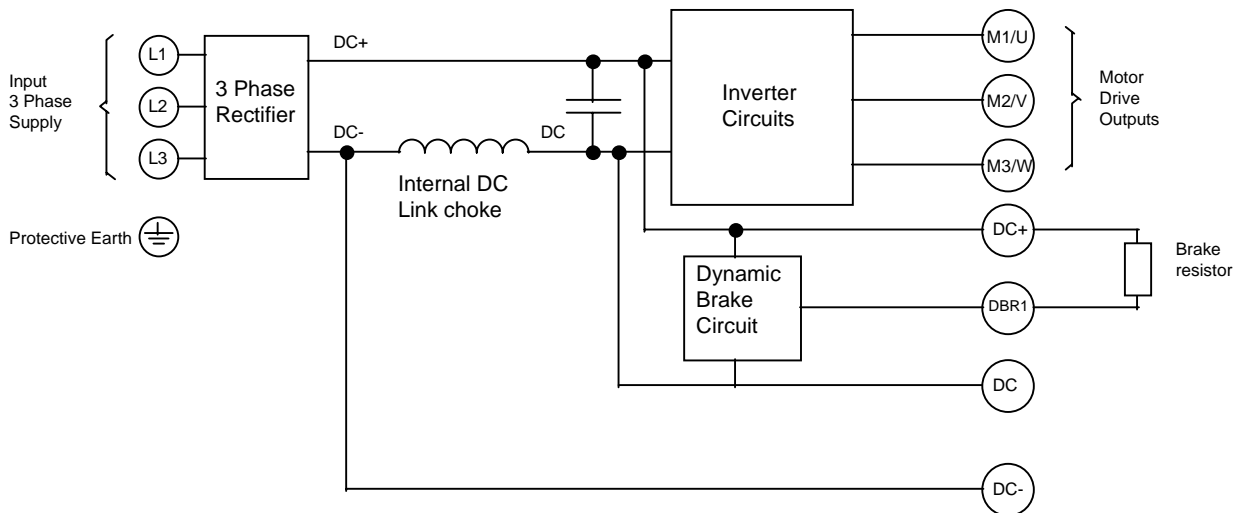 Input
3 Phase
Supply
L1
L2
L3
3 Phase
Rectifier
DC+
DC-
DC
Internal DC
Link choke
Inverter
Circuits
M1/U
M2/V
M3/W
Motor
Drive
Outputs
Protective Earth
Dynamic
Brake
Circuit
DC+
DBR1
DC
DC-
Brake
resistor